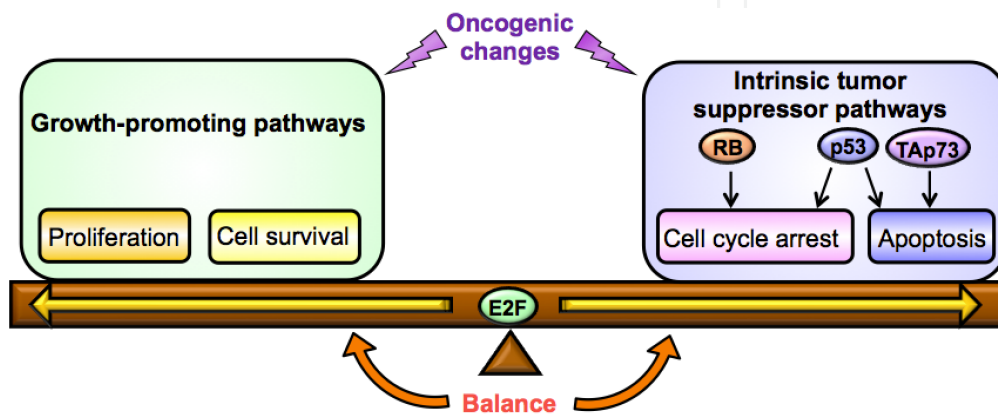 Oncogenic
changes
Growth-promoting pathways
Proliferation
Cell survival
Intrinsic tumor
suppressor pathways
RB
p53
TAp73
Cell cycle arrest
Apoptosis
E2F
Balance